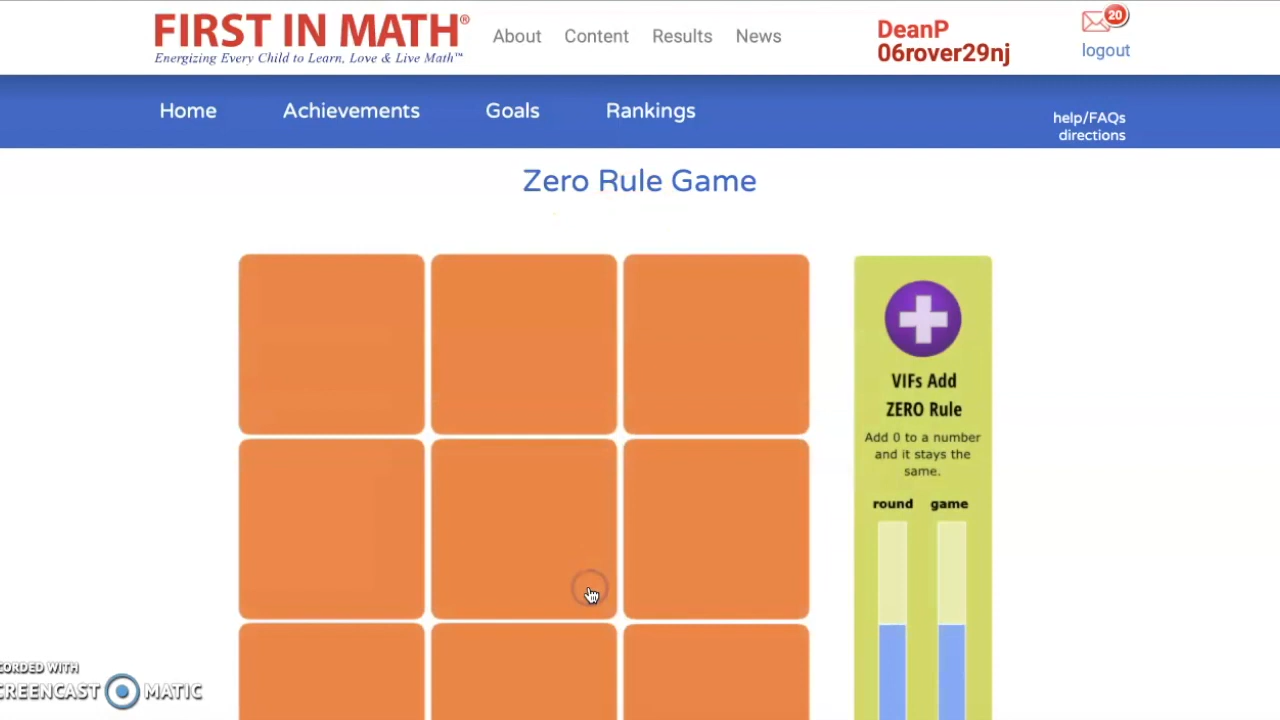 FIRST IN MATH®
Energizing Every Child to Learn, Love & Live Math™
About Content Results News
DeanP
06rover29nj
20
logout
Home Achievements Goals Rankings
help/FAQs
directions
Zero Rule Game
VIFs Add
ZERO Rule
Add 0 to a number
and it stays the
same.
round game
CORDED WITH
CREENCAST MATIC